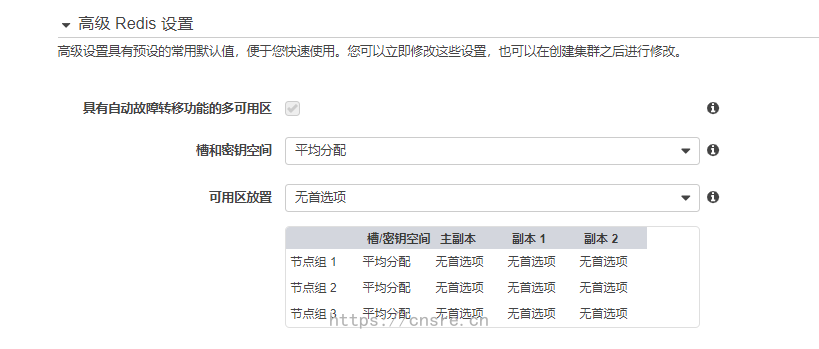 高级 Redis 设置
高级设置具有预设的常用默认值，便于您快速使用。您可以立即修改这些设置，也可以在创建集群之后进行修改。
具有自动故障转移功能的多可用区
槽和密钥空间 平均分配
可用区放置 无首选项
槽/密钥空间 主副本 副本 1 副本 2
节点组 1 平均分配 无首选项 无首选项 无首选项
节点组 2 平均分配 无首选项 无首选项 无首选项
节点组 3 平均分配 无首选项 无首选项 无首选项
https://cnsre.cn